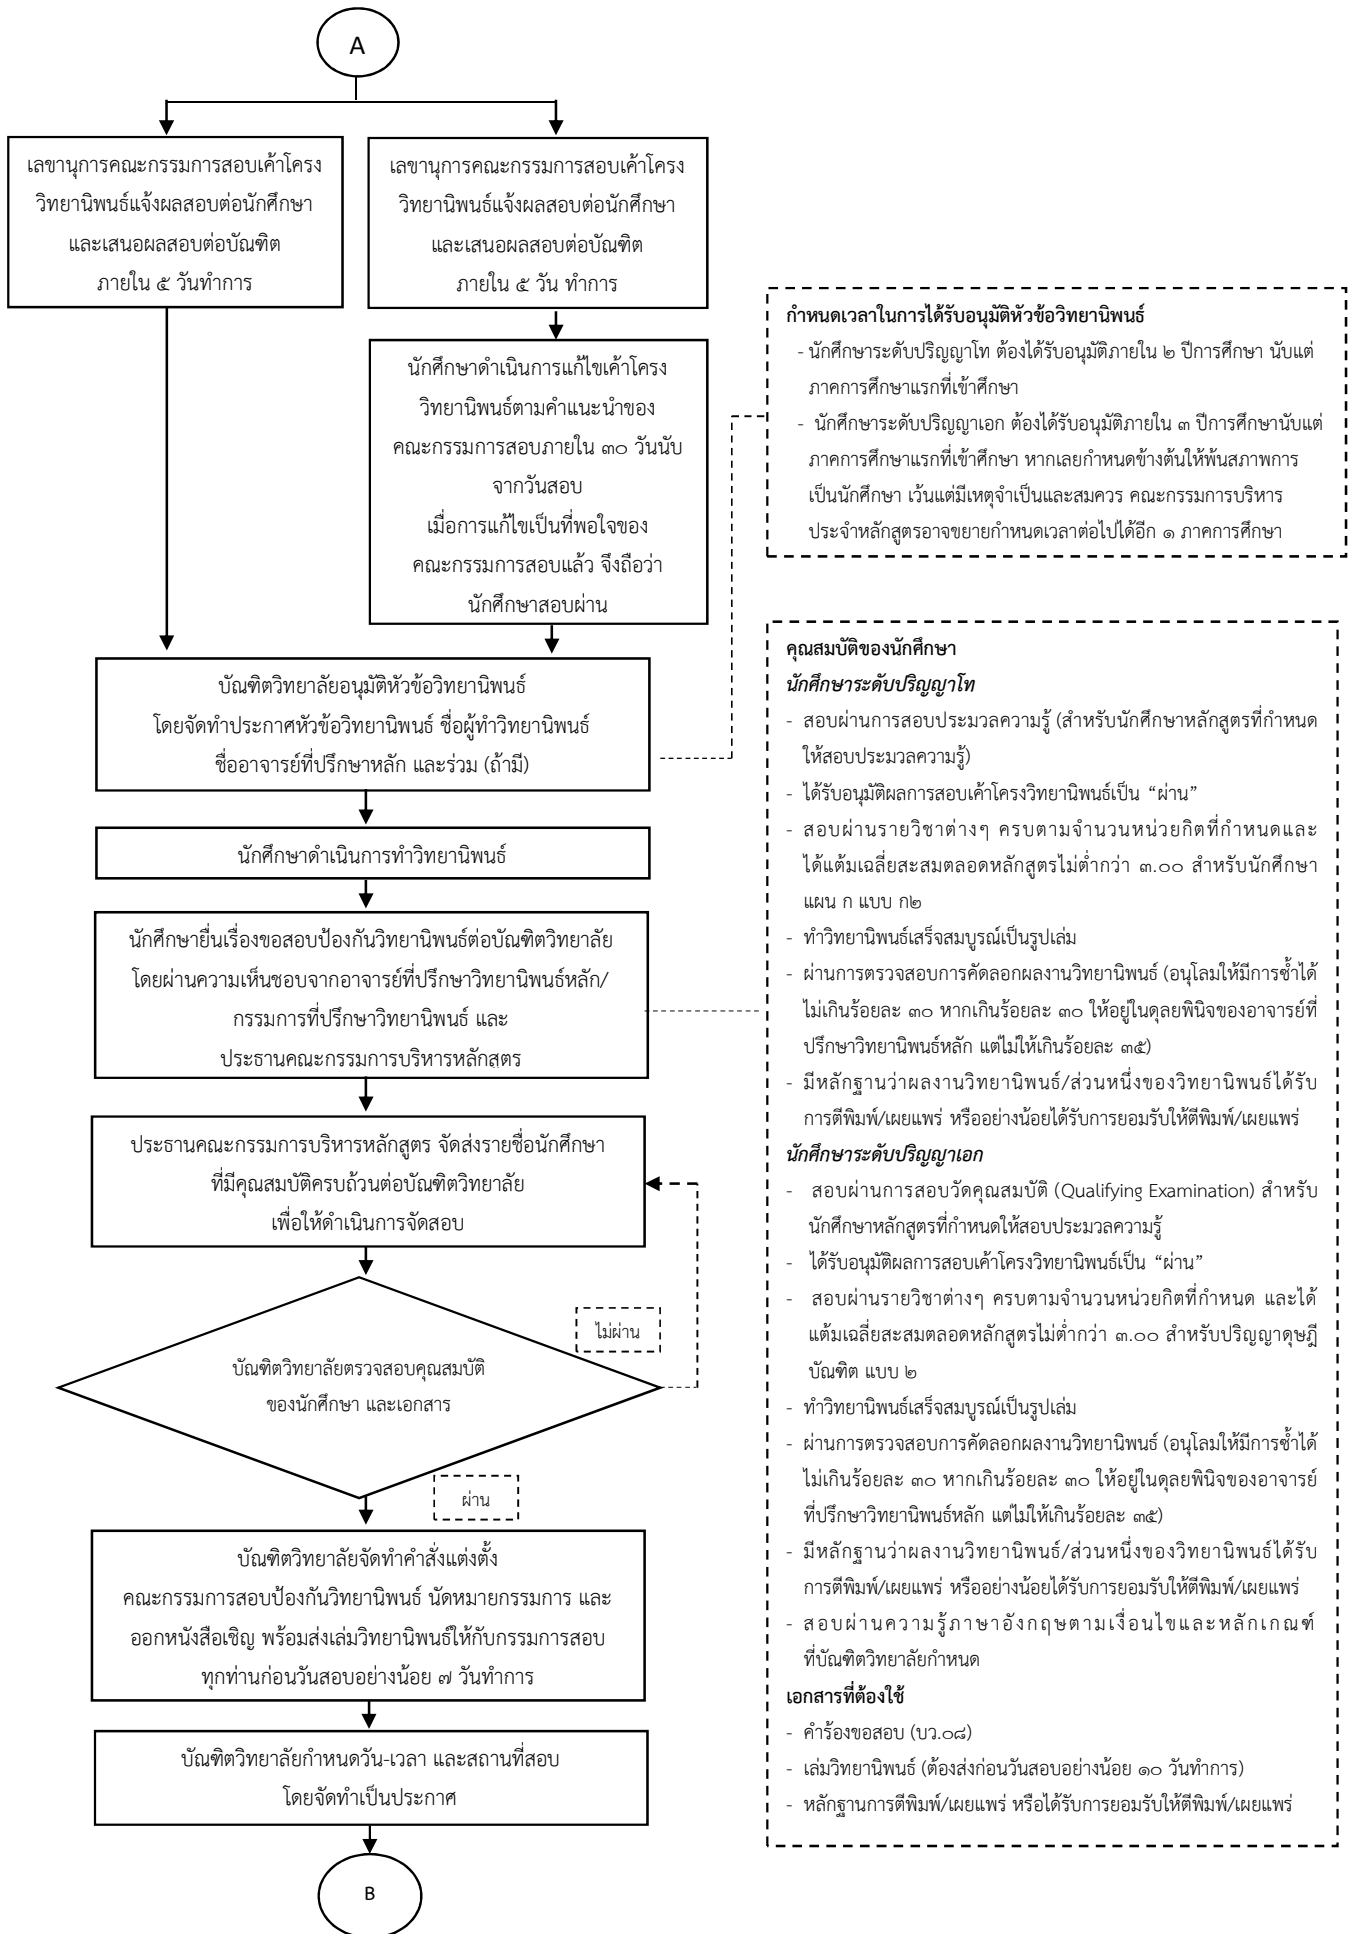 A
เลขานุการคณะกรรมการสอบเค้าโครง
วิทยานิพนธ์แจ้งผลสอบต่อนักศึกษา
และเสนอผลสอบต่อบัณฑิต
ภายใน ๕ วันทำการ
เลขานุการคณะกรรมการสอบเค้าโครง
วิทยานิพนธ์แจ้งผลสอบต่อนักศึกษา
และเสนอผลสอบต่อบัณฑิต
ภายใน ๕ วัน ทำการ
นักศึกษาดำเนินการแก้ไขเค้าโครง
วิทยานิพนธ์ตามคำแนะนำของ
คณะกรรมการสอบภายใน ๓๐ วันนับ
จากวันสอบ
เมื่อการแก้ไขเป็นที่พอใจของ
คณะกรรมการสอบแล้ว จึงถือว่า
นักศึกษาสอบผ่าน
บัณฑิตวิทยาลัยอนุมัติหัวข้อวิทยานิพนธ์
โดยจัดทำประกาศหัวข้อวิทยานิพนธ์ ชื่อผู้ทำวิทยานิพนธ์
ชื่ออาจารย์ที่ปรึกษาหลัก และร่วม (ถ้ามี)
นักศึกษาดำเนินการทำวิทยานิพนธ์
นักศึกษายื่นเรื่องขอสอบป้องกันวิทยานิพนธ์ต่อบัณฑิตวิทยาลัย
โดยผ่านความเห็นชอบจากอาจารย์ที่ปรึกษาวิทยานิพนธ์หลัก/
กรรมการที่ปรึกษาวิทยานิพนธ์ และ
ประธานคณะกรรมการบริหารหลักสูตร
ประธานคณะกรรมการบริหารหลักสูตร จัดส่งรายชื่อนักศึกษา
ที่มีคุณสมบัติครบถ้วนต่อบัณฑิตวิทยาลัย
เพื่อให้ดำเนินการจัดสอบ
ไม่ผ่าน
บัณฑิตวิทยาลัยตรวจสอบคุณสมบัติ
ของนักศึกษา และเอกสาร
ผ่าน
บัณฑิตวิทยาลัยจัดทำคำสั่งแต่งตั้ง
คณะกรรมการสอบป้องกันวิทยานิพนธ์ นัดหมายกรรมการ และ
ออกหนังสือเชิญ พร้อมส่งเล่มวิทยานิพนธ์ให้กับกรรมการสอบ
ทุกท่านก่อนวันสอบอย่างน้อย ๗ วันทำการ
บัณฑิตวิทยาลัยกำหนดวัน-เวลา และสถานที่สอบ
โดยจัดทำเป็นประกาศ
B
กำหนดเวลาในการได้รับอนุมัติหัวข้อวิทยานิพนธ์
- นักศึกษาระดับปริญญาโท ต้องได้รับอนุมัติภายใน ๒ ปีการศึกษา นับแต่
ภาคการศึกษาแรกที่เข้าศึกษา
- นักศึกษาระดับปริญญาเอก ต้องได้รับอนุมัติภายใน ๓ ปีการศึกษานับแต่
ภาคการศึกษาแรกที่เข้าศึกษา หากเลยกำหนดข้างต้นให้พ้นสภาพการ
เป็นนักศึกษา เว้นแต่มีเหตุจำเป็นและสมควร คณะกรรมการบริหาร
ประจำหลักสูตรอาจขยายกำหนดเวลาต่อไปได้อีก ๑ ภาคการศึกษา
คุณสมบัติของนักศึกษา
นักศึกษาระดับปริญญาโท
- สอบผ่านการสอบประมวลความรู้ (สำหรับนักศึกษาหลักสูตรที่กำหนด
ให้สอบประมวลความรู้)
- ได้รับอนุมัติผลการสอบเค้าโครงวิทยานิพนธ์เป็น “ผ่าน”
- สอบผ่านรายวิชาต่างๆ ครบตามจำนวนหน่วยกิตที่กำหนดและ
ได้แต้มเฉลี่ยสะสมตลอดหลักสูตรไม่ต่ำกว่า ๓.๐๐ สำหรับนักศึกษา
แผน ก แบบ ก๒
- ทำวิทยานิพนธ์เสร็จสมบูรณ์เป็นรูปเล่ม
- ผ่านการตรวจสอบการคัดลอกผลงานวิทยานิพนธ์ (อนุโลมให้มีการซ้ำได้
ไม่เกินร้อยละ ๓๐ หากเกินร้อยละ ๓๐ ให้อยู่ในดุลยพินิจของอาจารย์ที่
ปรึกษาวิทยานิพนธ์หลัก แต่ไม่ให้เกินร้อยละ ๓๕)
- มีหลักฐานว่าผลงานวิทยานิพนธ์/ส่วนหนึ่งของวิทยานิพนธ์ได้รับ
การตีพิมพ์/เผยแพร่ หรืออย่างน้อยได้รับการยอมรับให้ตีพิมพ์/เผยแพร่
นักศึกษาระดับปริญญาเอก
- สอบผ่านการสอบวัดคุณสมบัติ (Qualifying Examination) สำหรับ
นักศึกษาหลักสูตรที่กำหนดให้สอบประมวลความรู้
- ได้รับอนุมัติผลการสอบเค้าโครงวิทยานิพนธ์เป็น “ผ่าน”
- สอบผ่านรายวิชาต่างๆ ครบตามจำนวนหน่วยกิตที่กำหนด และได้
แต้มเฉลี่ยสะสมตลอดหลักสูตรไม่ต่ำกว่า ๓.๐๐ สำหรับปริญญาดุษฎี
บัณฑิต แบบ ๒
- ทำวิทยานิพนธ์เสร็จสมบูรณ์เป็นรูปเล่ม
- ผ่านการตรวจสอบการคัดลอกผลงานวิทยานิพนธ์ (อนุโลมให้มีการซ้ำได้
ไม่เกินร้อยละ ๓๐ หากเกินร้อยละ ๓๐ ให้อยู่ในดุลยพินิจของอาจารย์
ที่ปรึกษาวิทยานิพนธ์หลัก แต่ไม่ให้เกินร้อยละ ๓๕)
- มีหลักฐานว่าผลงานวิทยานิพนธ์/ส่วนหนึ่งของวิทยานิพนธ์ได้รับ
การตีพิมพ์/เผยแพร่ หรืออย่างน้อยได้รับการยอมรับให้ตีพิมพ์/เผยแพร่
- สอบผ่านความรู้ภาษาอังกฤษตามเงื่อนไขและหลักเกณฑ์
ที่บัณฑิตวิทยาลัยกำหนด
เอกสารที่ต้องใช้
- คำร้องขอสอบ (บว.๐๘)
- เล่มวิทยานิพนธ์ (ต้องส่งก่อนวันสอบอย่างน้อย ๑๐ วันทำการ)
- หลักฐานการตีพิมพ์/เผยแพร่ หรือได้รับการยอมรับให้ตีพิมพ์/เผยแพร่